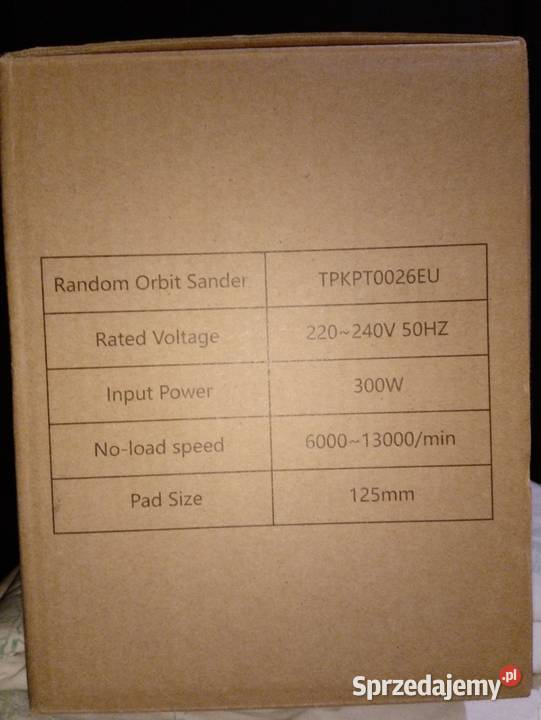 Random Orbit Sander TPKPT0026EU
Rated Voltage 220~240V 50HZ
Input Power 300W
No-load speed 6000~13000/min
Pad Size 125mm
Sprzedajemy.pl